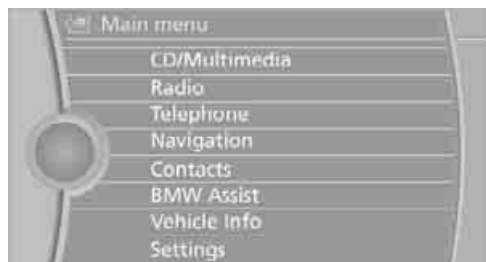 Main menu
CD/Multimedia
Radio
Telephone
Navigation
Contacts
BMW Assist
Vehicle Info
Settings